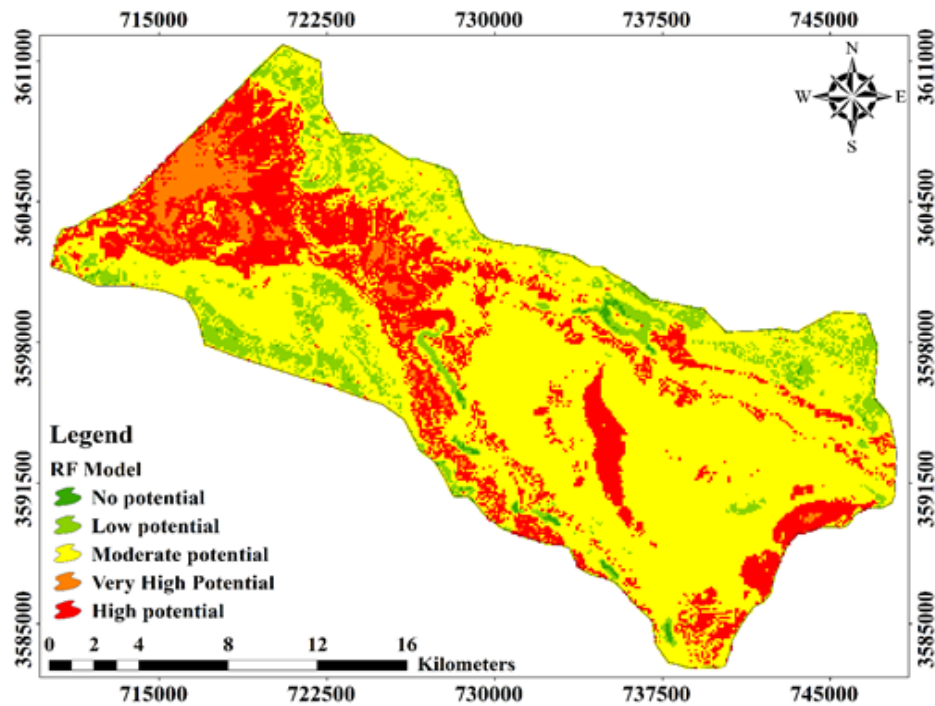 715000 722500 730000 737500 745000
3611000 3611000
N
W E
S
3604500 3604500
3598000 3598000
Legend
RF Model
3591500 3591500
No potential
Low potential
Moderate potential
Very High Potential
High potential
3585000 3585000
0 2 4 8 12 16
Kilometers
715000 722500 730000 737500 745000